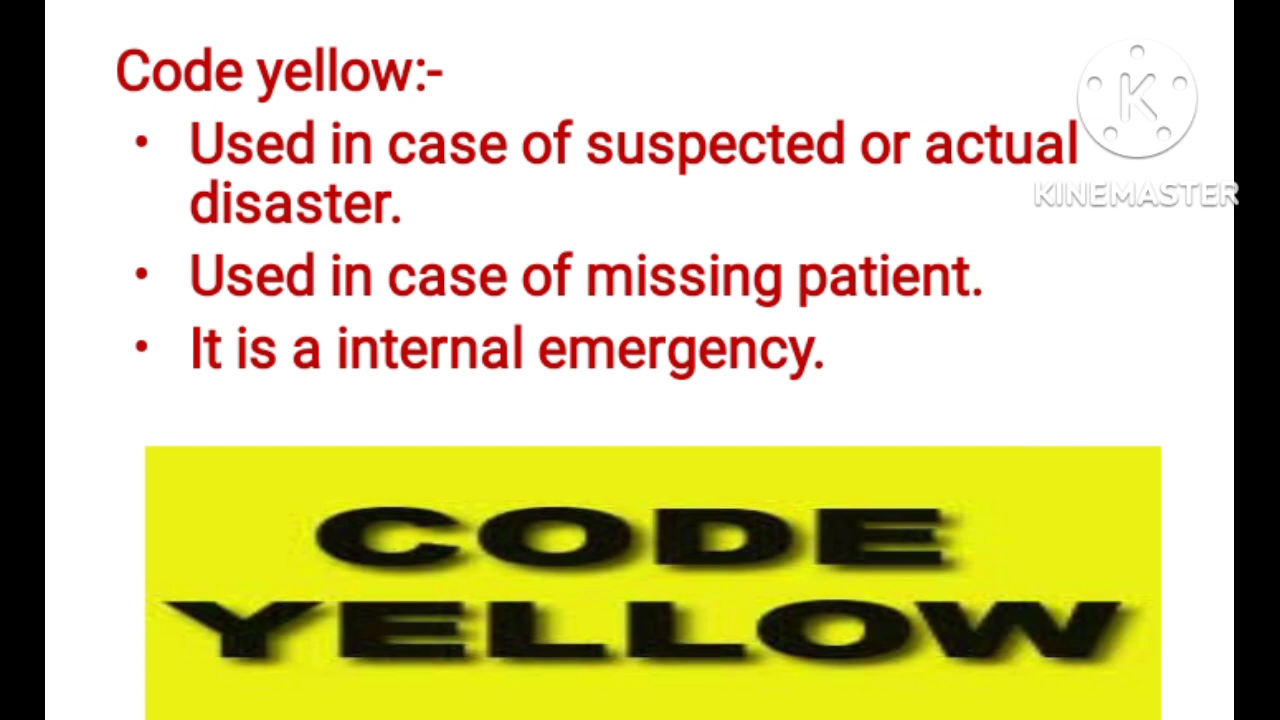 Code yellow:-
• Used in case of suspected or actual
disaster.
• Used in case of missing patient.
• It is a internal emergency.
K
KINEMASTER
CODE
YELLOW